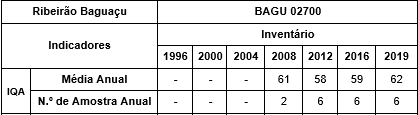 Ribeirão Baguaçu BAGU 02700
Indicadores Inventário
1996 2000 2004 2008 2012 2016 2019
IQA Média Anual - - - 61 58 59 62
N.º de Amostra Anual - - - 2 6 6 6